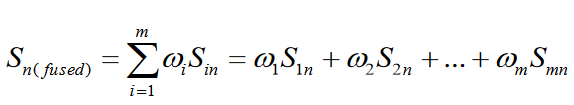 S_{n(fused)} = \sum_{i=1}^{m} \omega_i S_{in} = \omega_1 S_{1n} + \omega_2 S_{2n} + ... + \omega_m S_{mn}